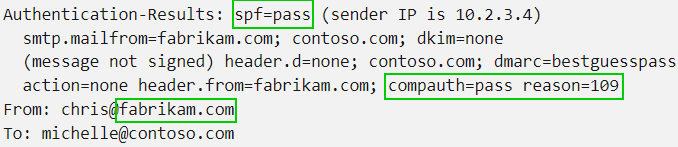 Authentication-Results: spf=pass (sender IP is 10.2.3.4)
smtp.mailfrom=fabrikam.com; contoso.com; dkim=none
(message not signed) header.d=none; contoso.com; dmarc=bestguesspass
action=none header.from=fabrikam.com; compauth=pass reason=109
From: chris@fabrikam.com
To: michelle@contoso.com